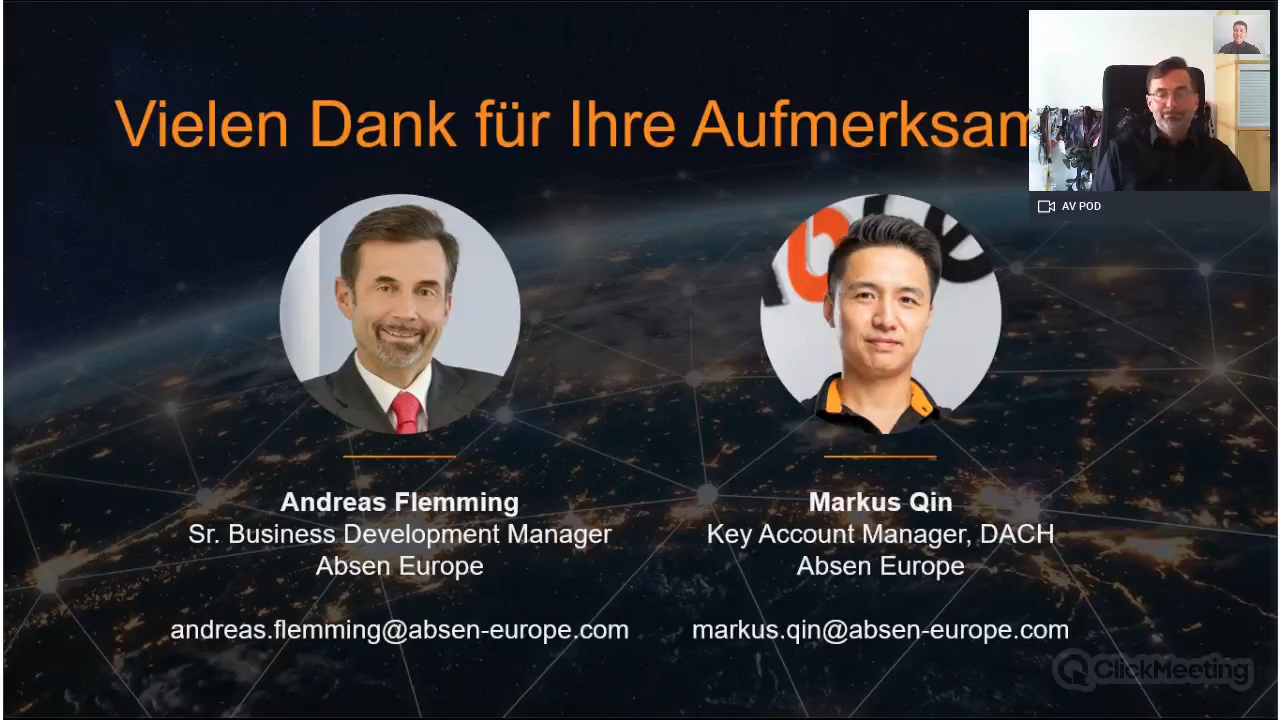 Vielen Dank für Ihre Aufmerksam
AV POD
Andreas Flemming
Sr. Business Development Manager
Absen Europe
andreas.flemming@absen-europe.com
Markus Qin
Key Account Manager, DACH
Absen Europe
markus.qin@absen-europe.com
ClickMeeting